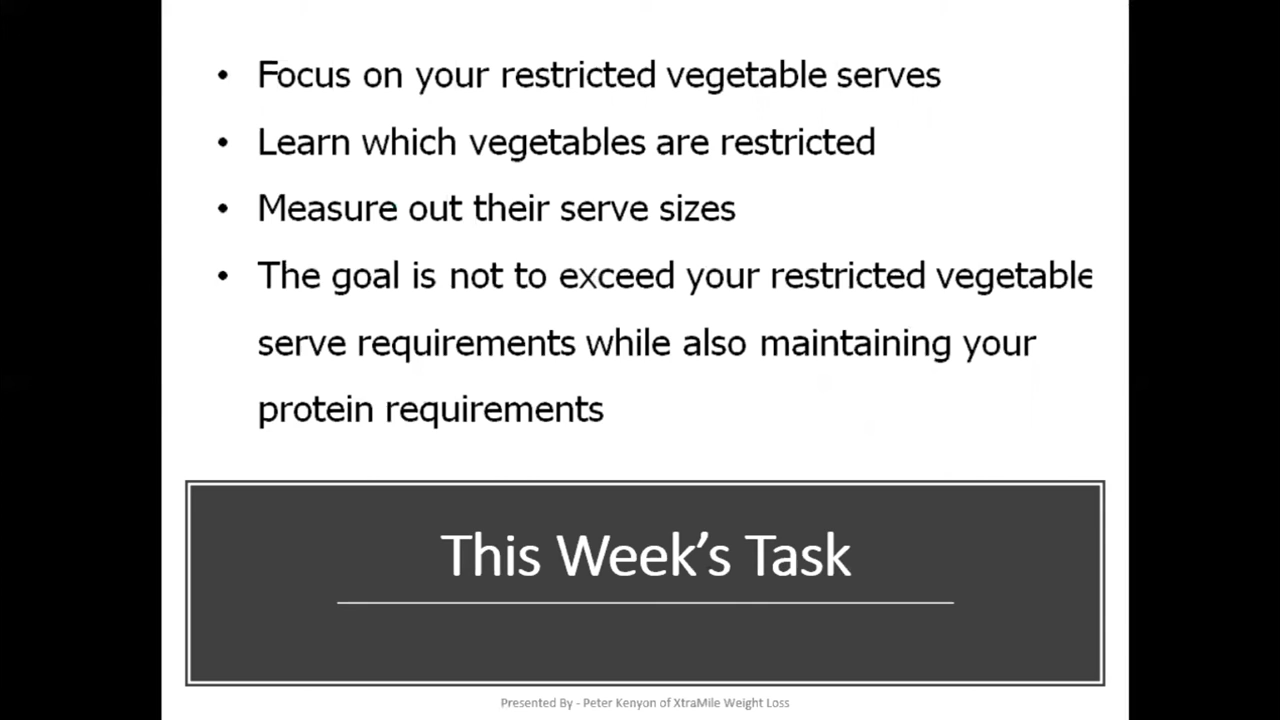 • Focus on your restricted vegetable serves
• Learn which vegetables are restricted
• Measure out their serve sizes
• The goal is not to exceed your restricted vegetable
serve requirements while also maintaining your
protein requirements
This Week’s Task
Presented By - Peter Kenyon of XtraMile Weight Loss